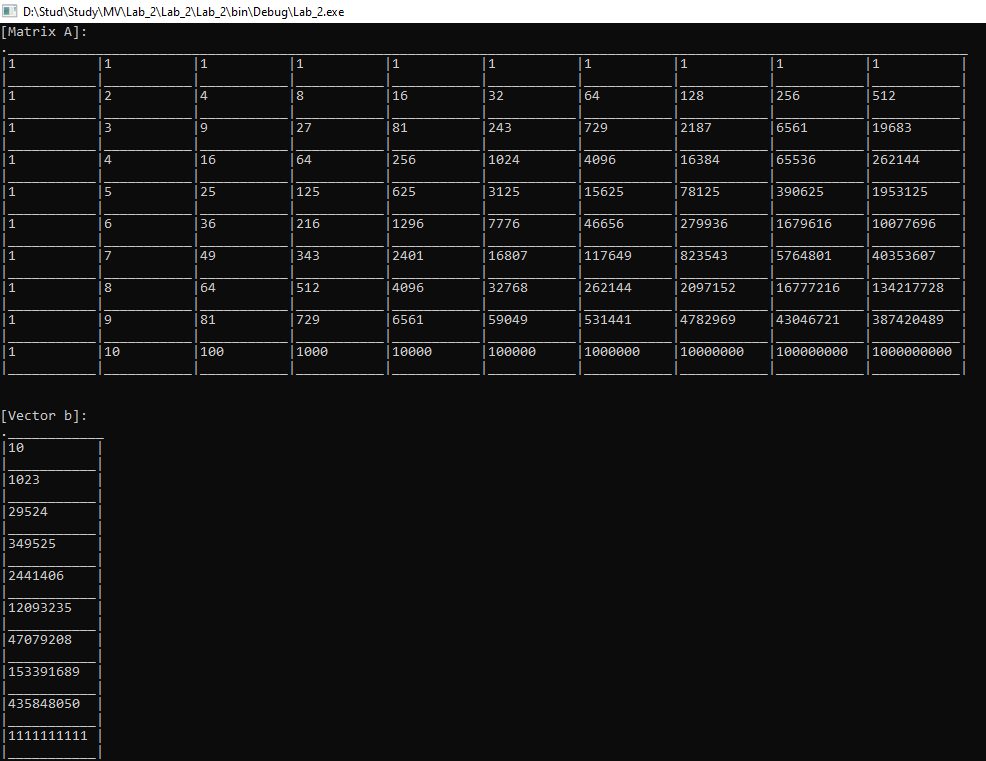 D:\Stud\Study\MV\Lab_2\Lab_2\Lab_2\bin\Debug\Lab_2.exe
[Matrix A]:
|1 |1 |1 |1 |1 |1 |1 |1 |1 |1 |
|1 |2 |4 |8 |16 |32 |64 |128 |256 |512 |
|1 |3 |9 |27 |81 |243 |729 |2187 |6561 |19683 |
|1 |4 |16 |64 |256 |1024 |4096 |16384 |65536 |262144 |
|1 |5 |25 |125 |625 |3125 |15625 |78125 |390625 |1953125 |
|1 |6 |36 |216 |1296 |7776 |46656 |279936 |1679616 |10077696 |
|1 |7 |49 |343 |2401 |16807 |117649 |823543 |5764801 |40353607 |
|1 |8 |64 |512 |4096 |32768 |262144 |2097152 |16777216 |134217728 |
|1 |9 |81 |729 |6561 |59049 |531441 |4782969 |43046721 |387420489 |
|1 |10 |100 |1000 |10000 |100000 |1000000 |10000000 |100000000 |1000000000 |
[Vector b]:
|10 |
|1023 |
|29524 |
|349525 |
|2441406 |
|12093235 |
|47079208 |
|153391689 |
|435848050 |
|1111111111 |